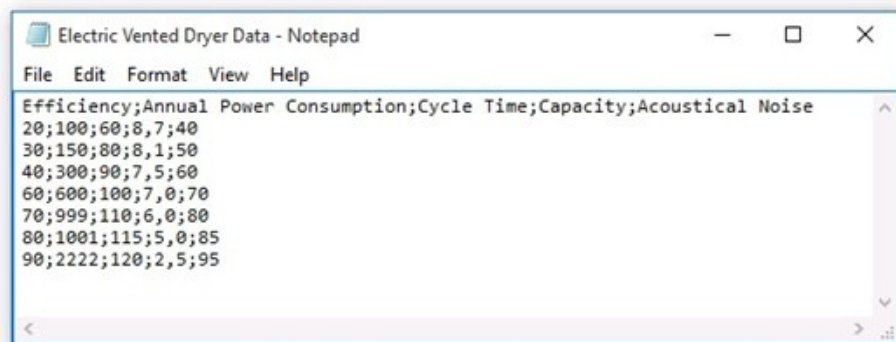 Electric Vented Dryer Data - Notepad
File Edit Format View Help
Efficiency;Annual Power Consumption;Cycle Time;Capacity;Acoustical Noise
20;100;60;8,7;40
30;150;80;8,1;50
40;300;90;7,5;60
60;600;100;7,0;70
70;999;110;6,0;80
80;1001;115;5,0;85
90;2222;120;2,5;95